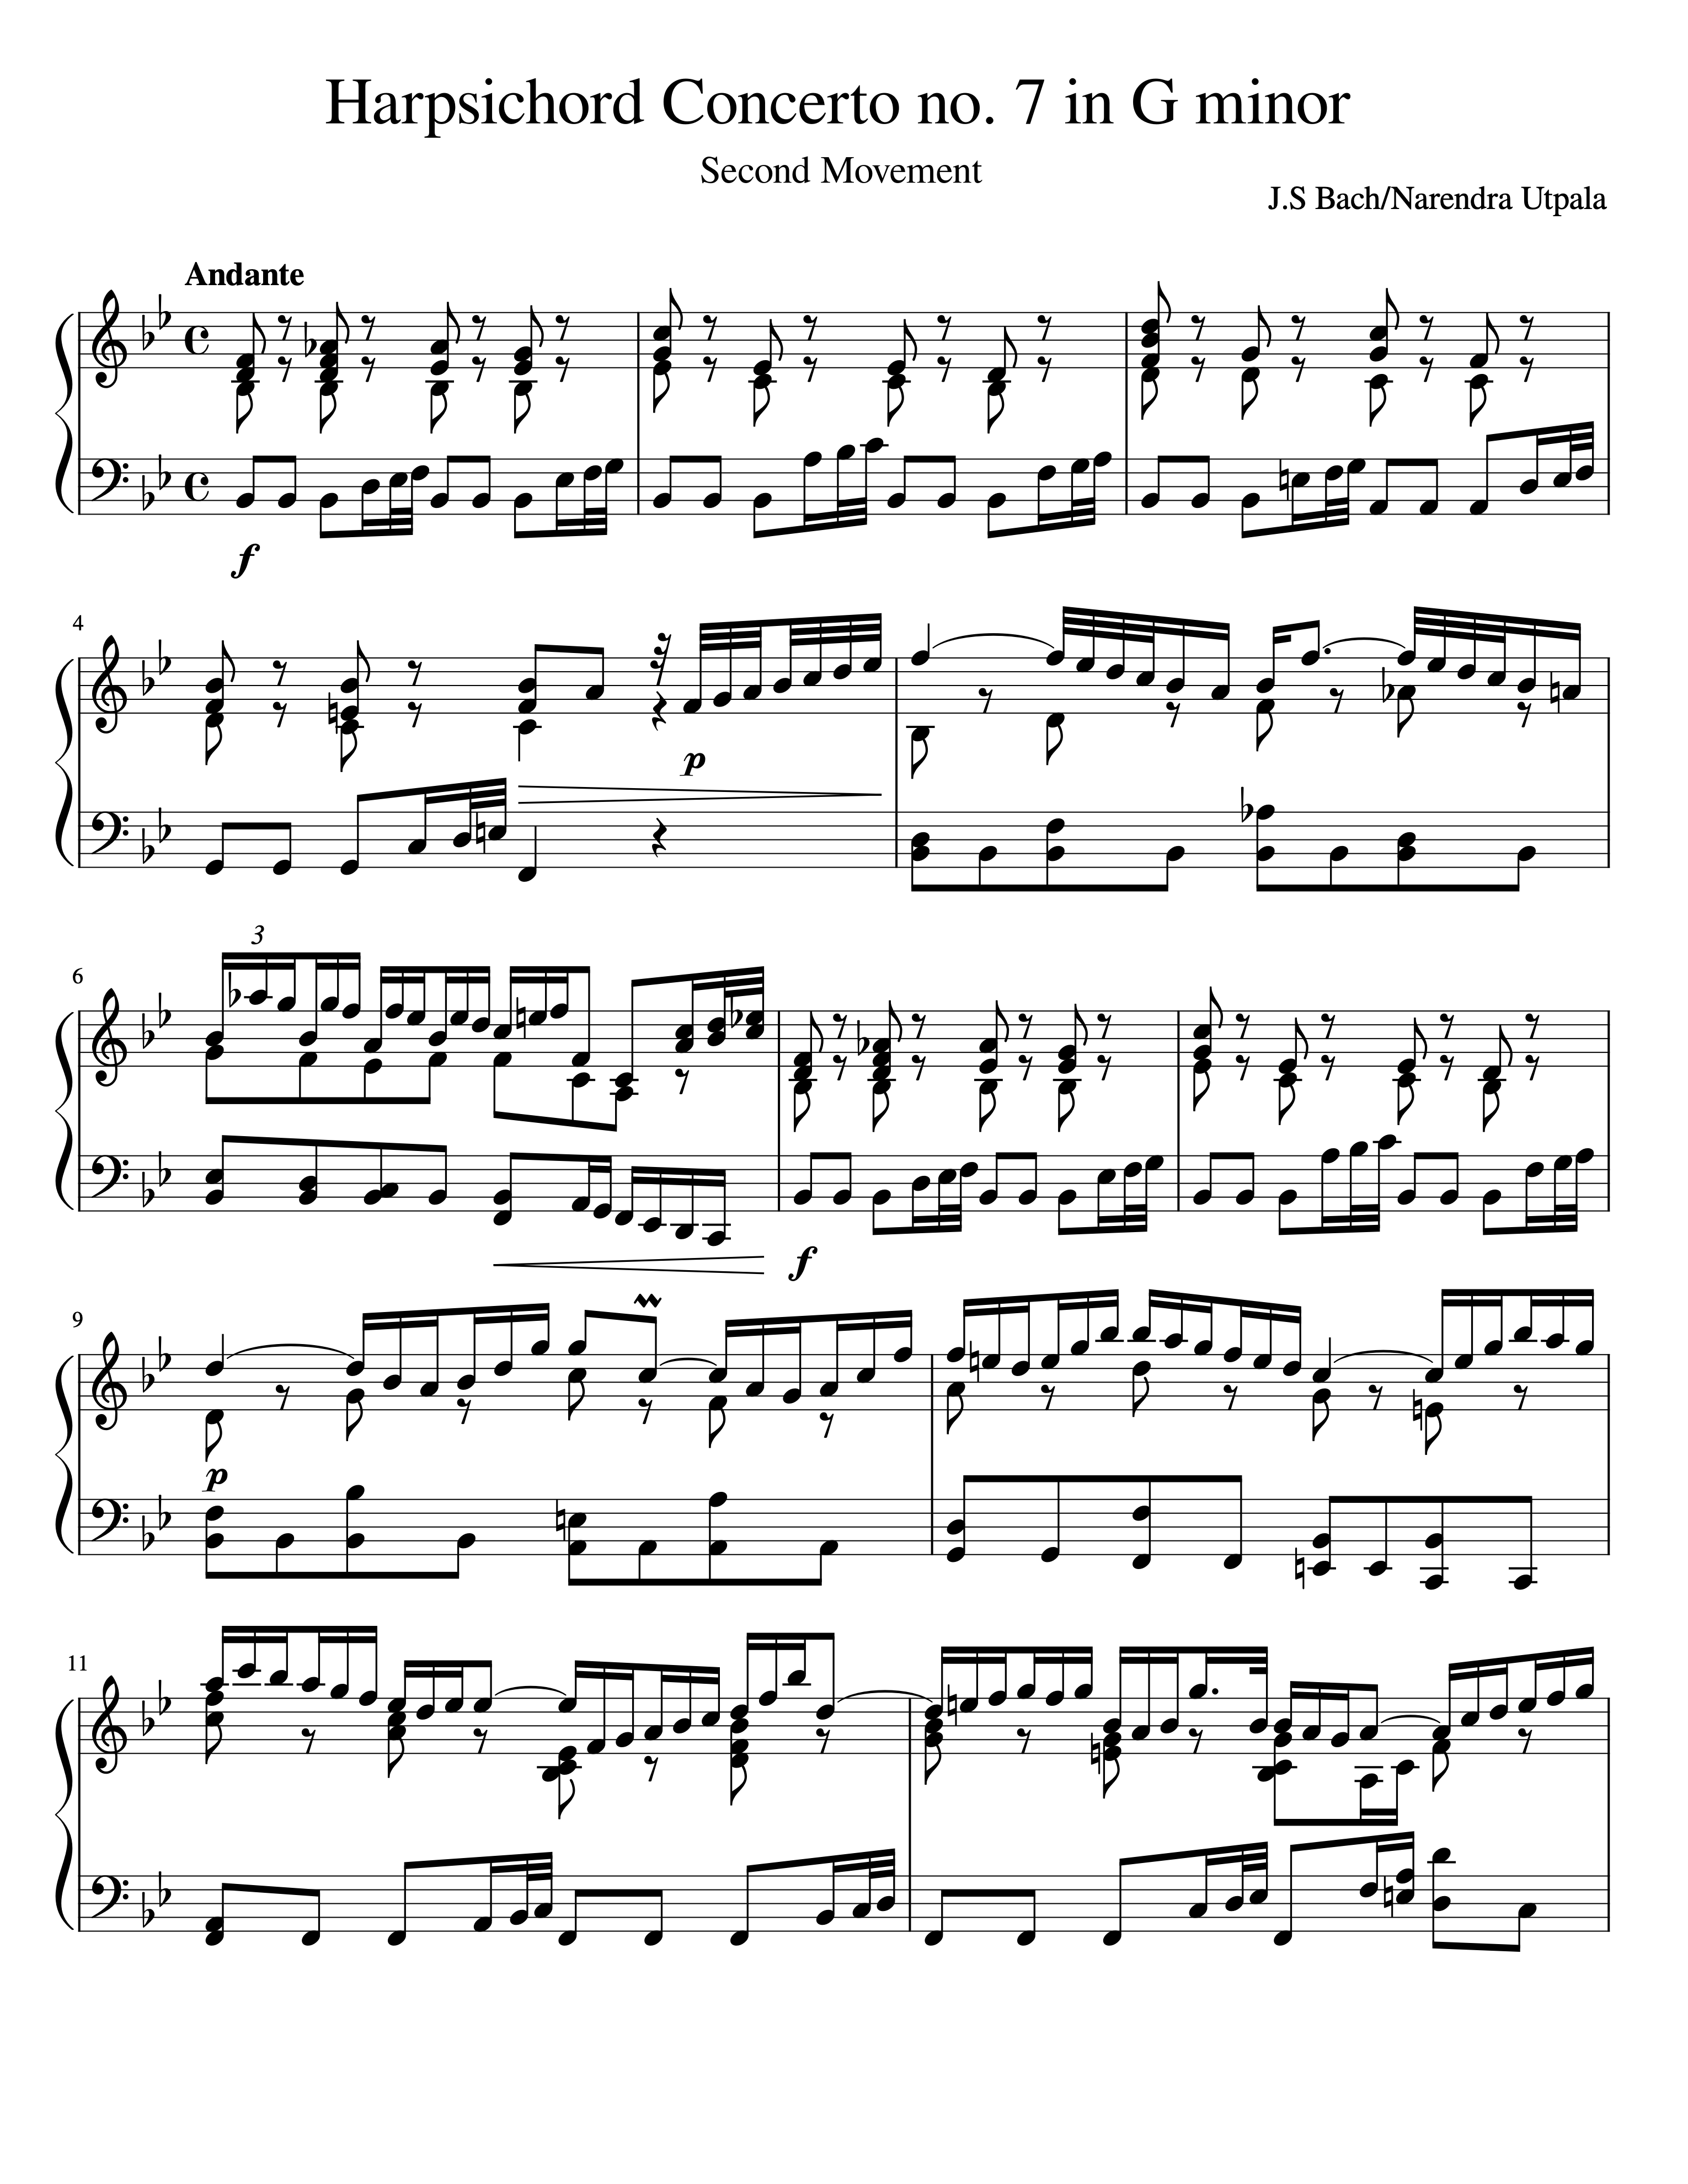 Harpsichord Concerto no. 7 in G minor
Second Movement
J.S Bach/Narendra Utpala
Andante
f
4
p
6
3
f
9
p
11